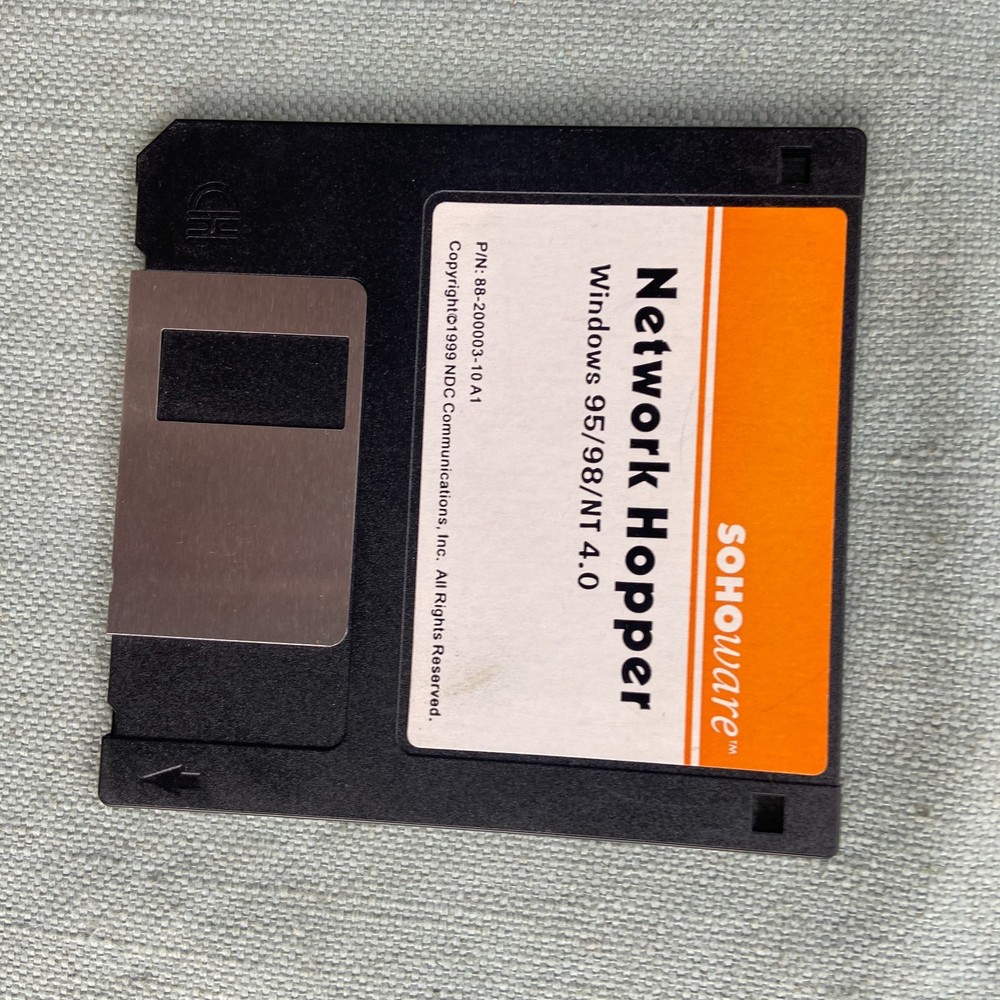 SOHOware™
Network Hopper
Windows 95/98/NT 4.0
P/N: 88-200003-10 A1
Copyright©1999 NDC Communications, Inc. All Rights Reserved.